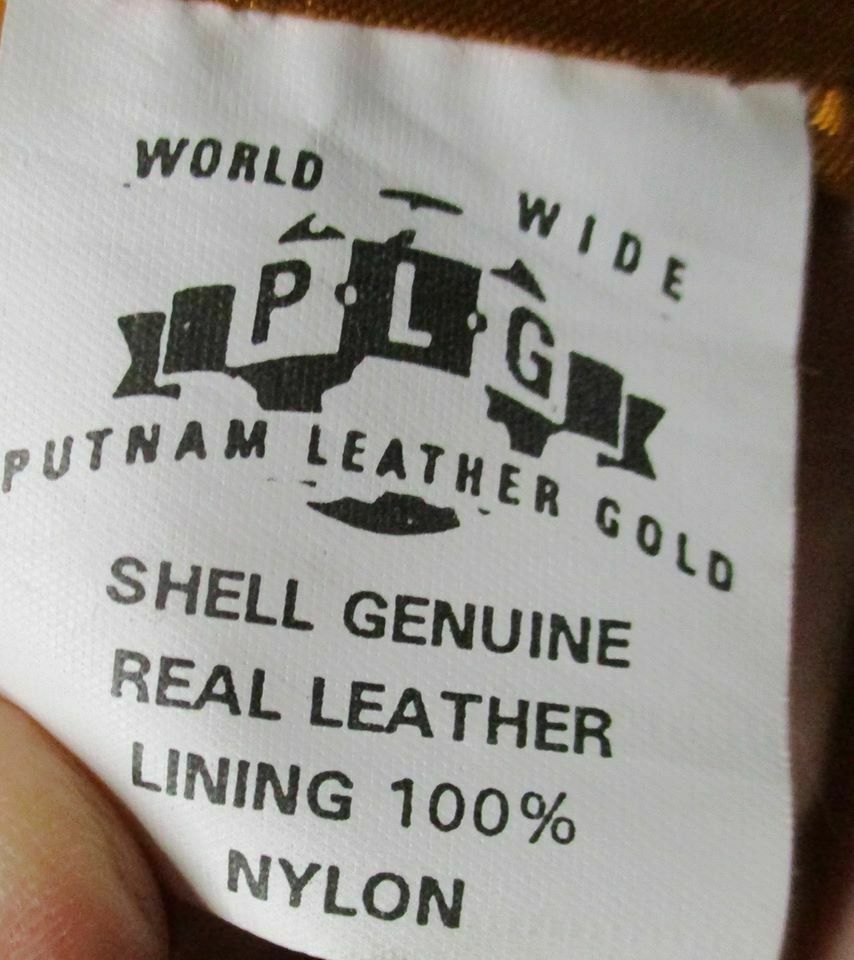 WORLD WIDE
P·L·G
PUTNAM LEATHER GOLD
SHELL GENUINE
REAL LEATHER
LINING 100%
NYLON